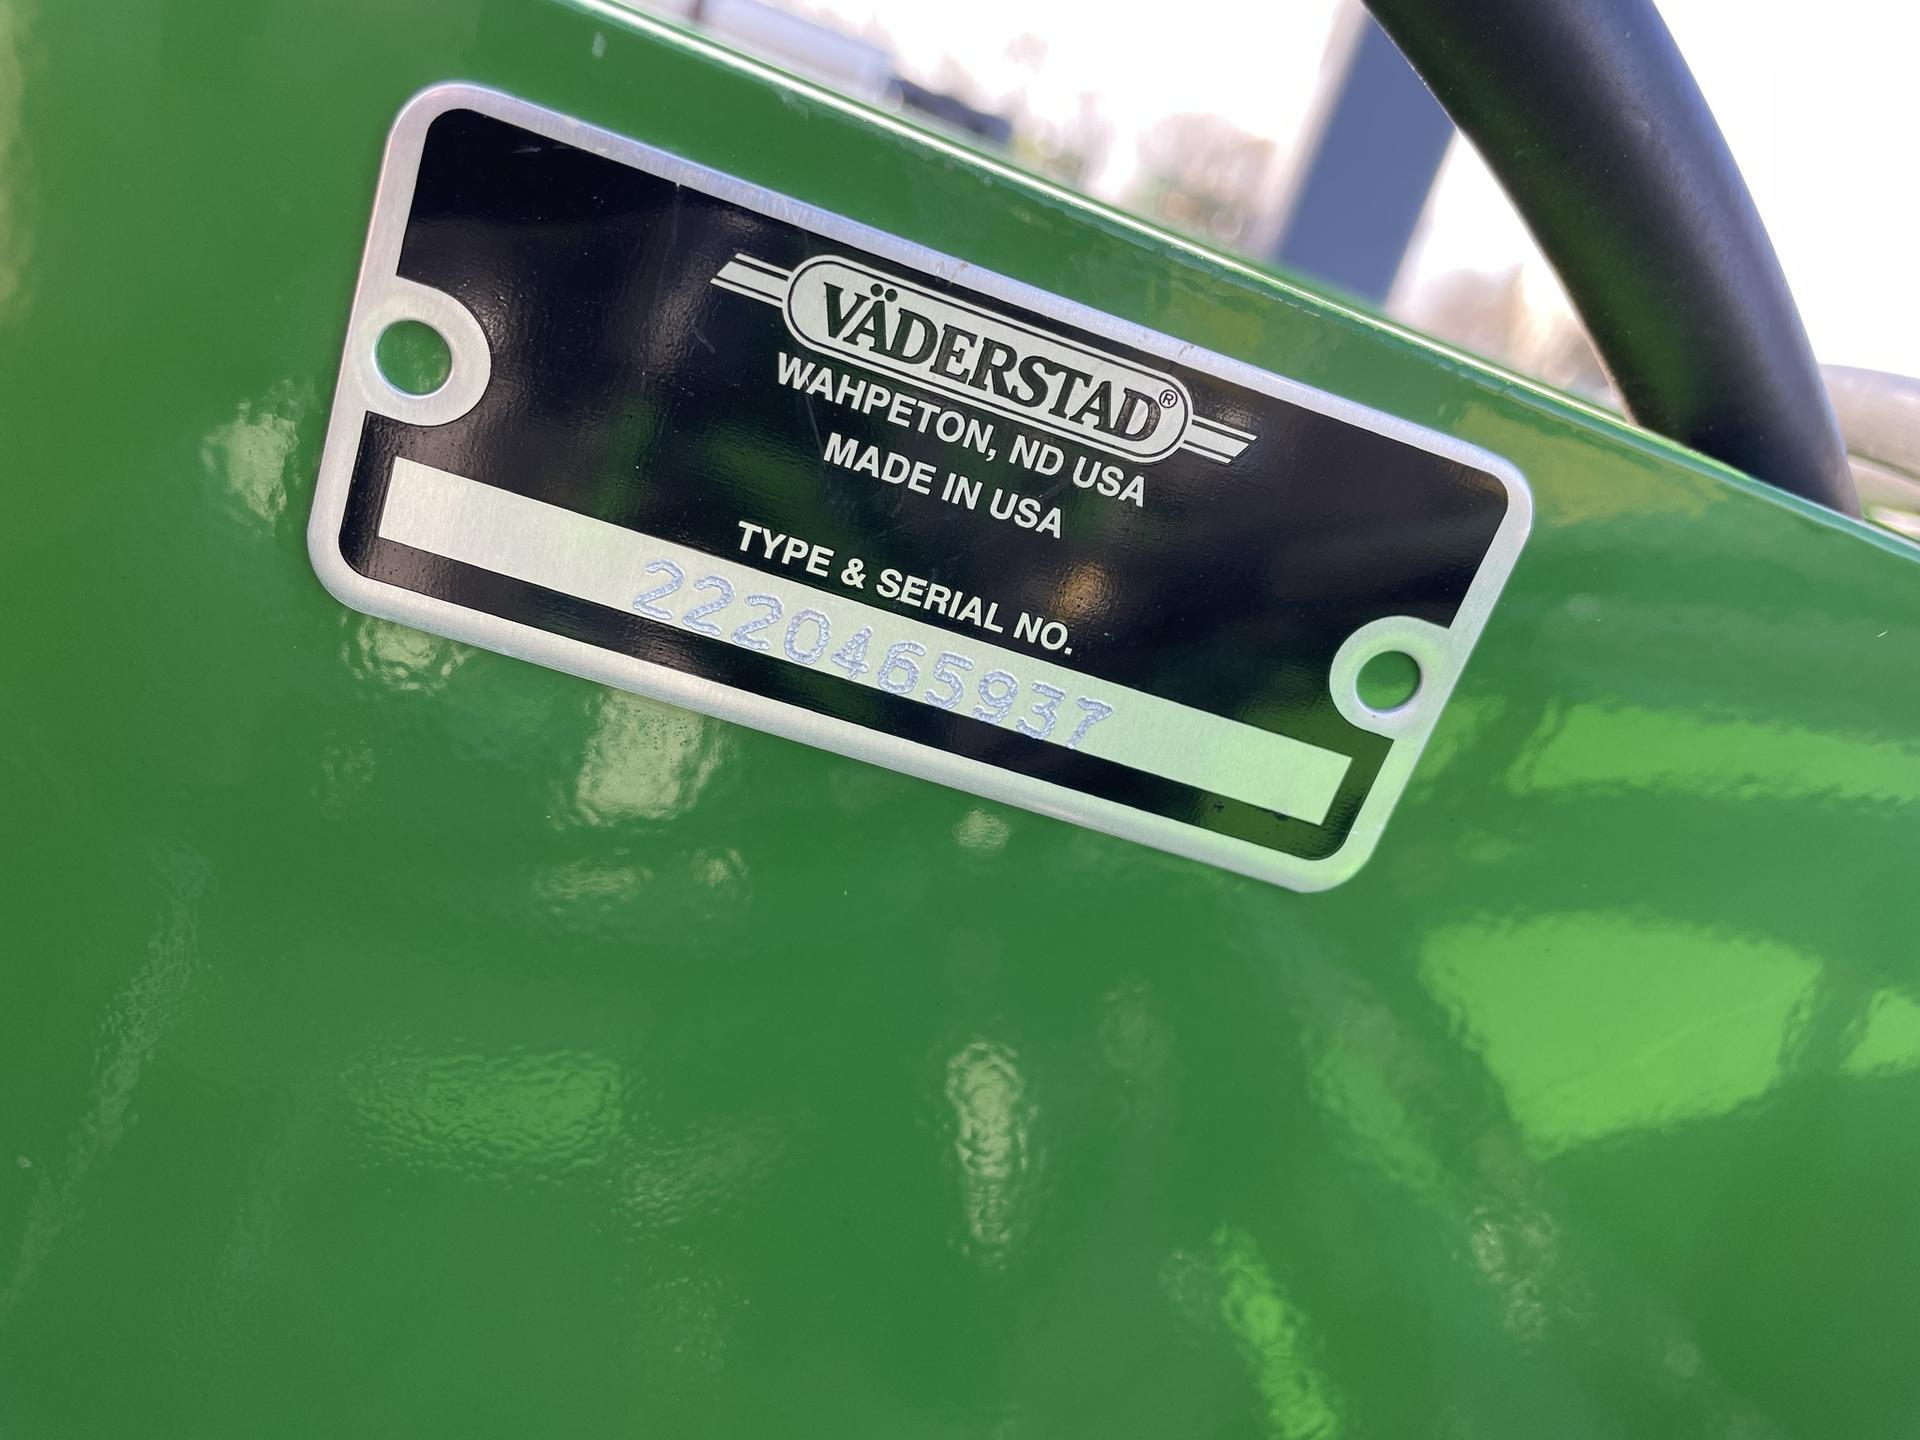 VÄDERSTAD®
WAHPETON, ND USA
MADE IN USA
TYPE & SERIAL NO.
2220465937